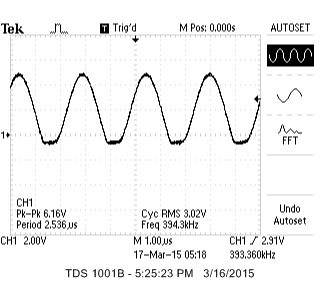 Tek T Trig'd M Pos: 0.000s AUTOSET
1
FFT
CH1
Pk-Pk 6.16V Cyc RMS 3.02V
Period 2.536µs Freq 394.3kHz
Undo
Autoset
CH1 2.00V M 1.00µs CH1 2.91V
17-Mar-15 05:18 393.360kHz
TDS 1001B - 5:25:23 PM 3/16/2015